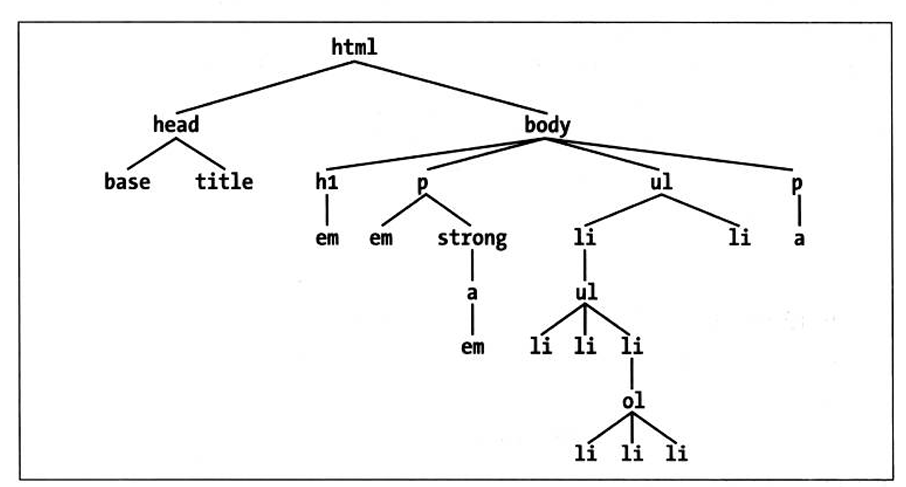 html
head body
base title h1 p ul p
em em strong li li a
a ul
em li li li
ol
li li li